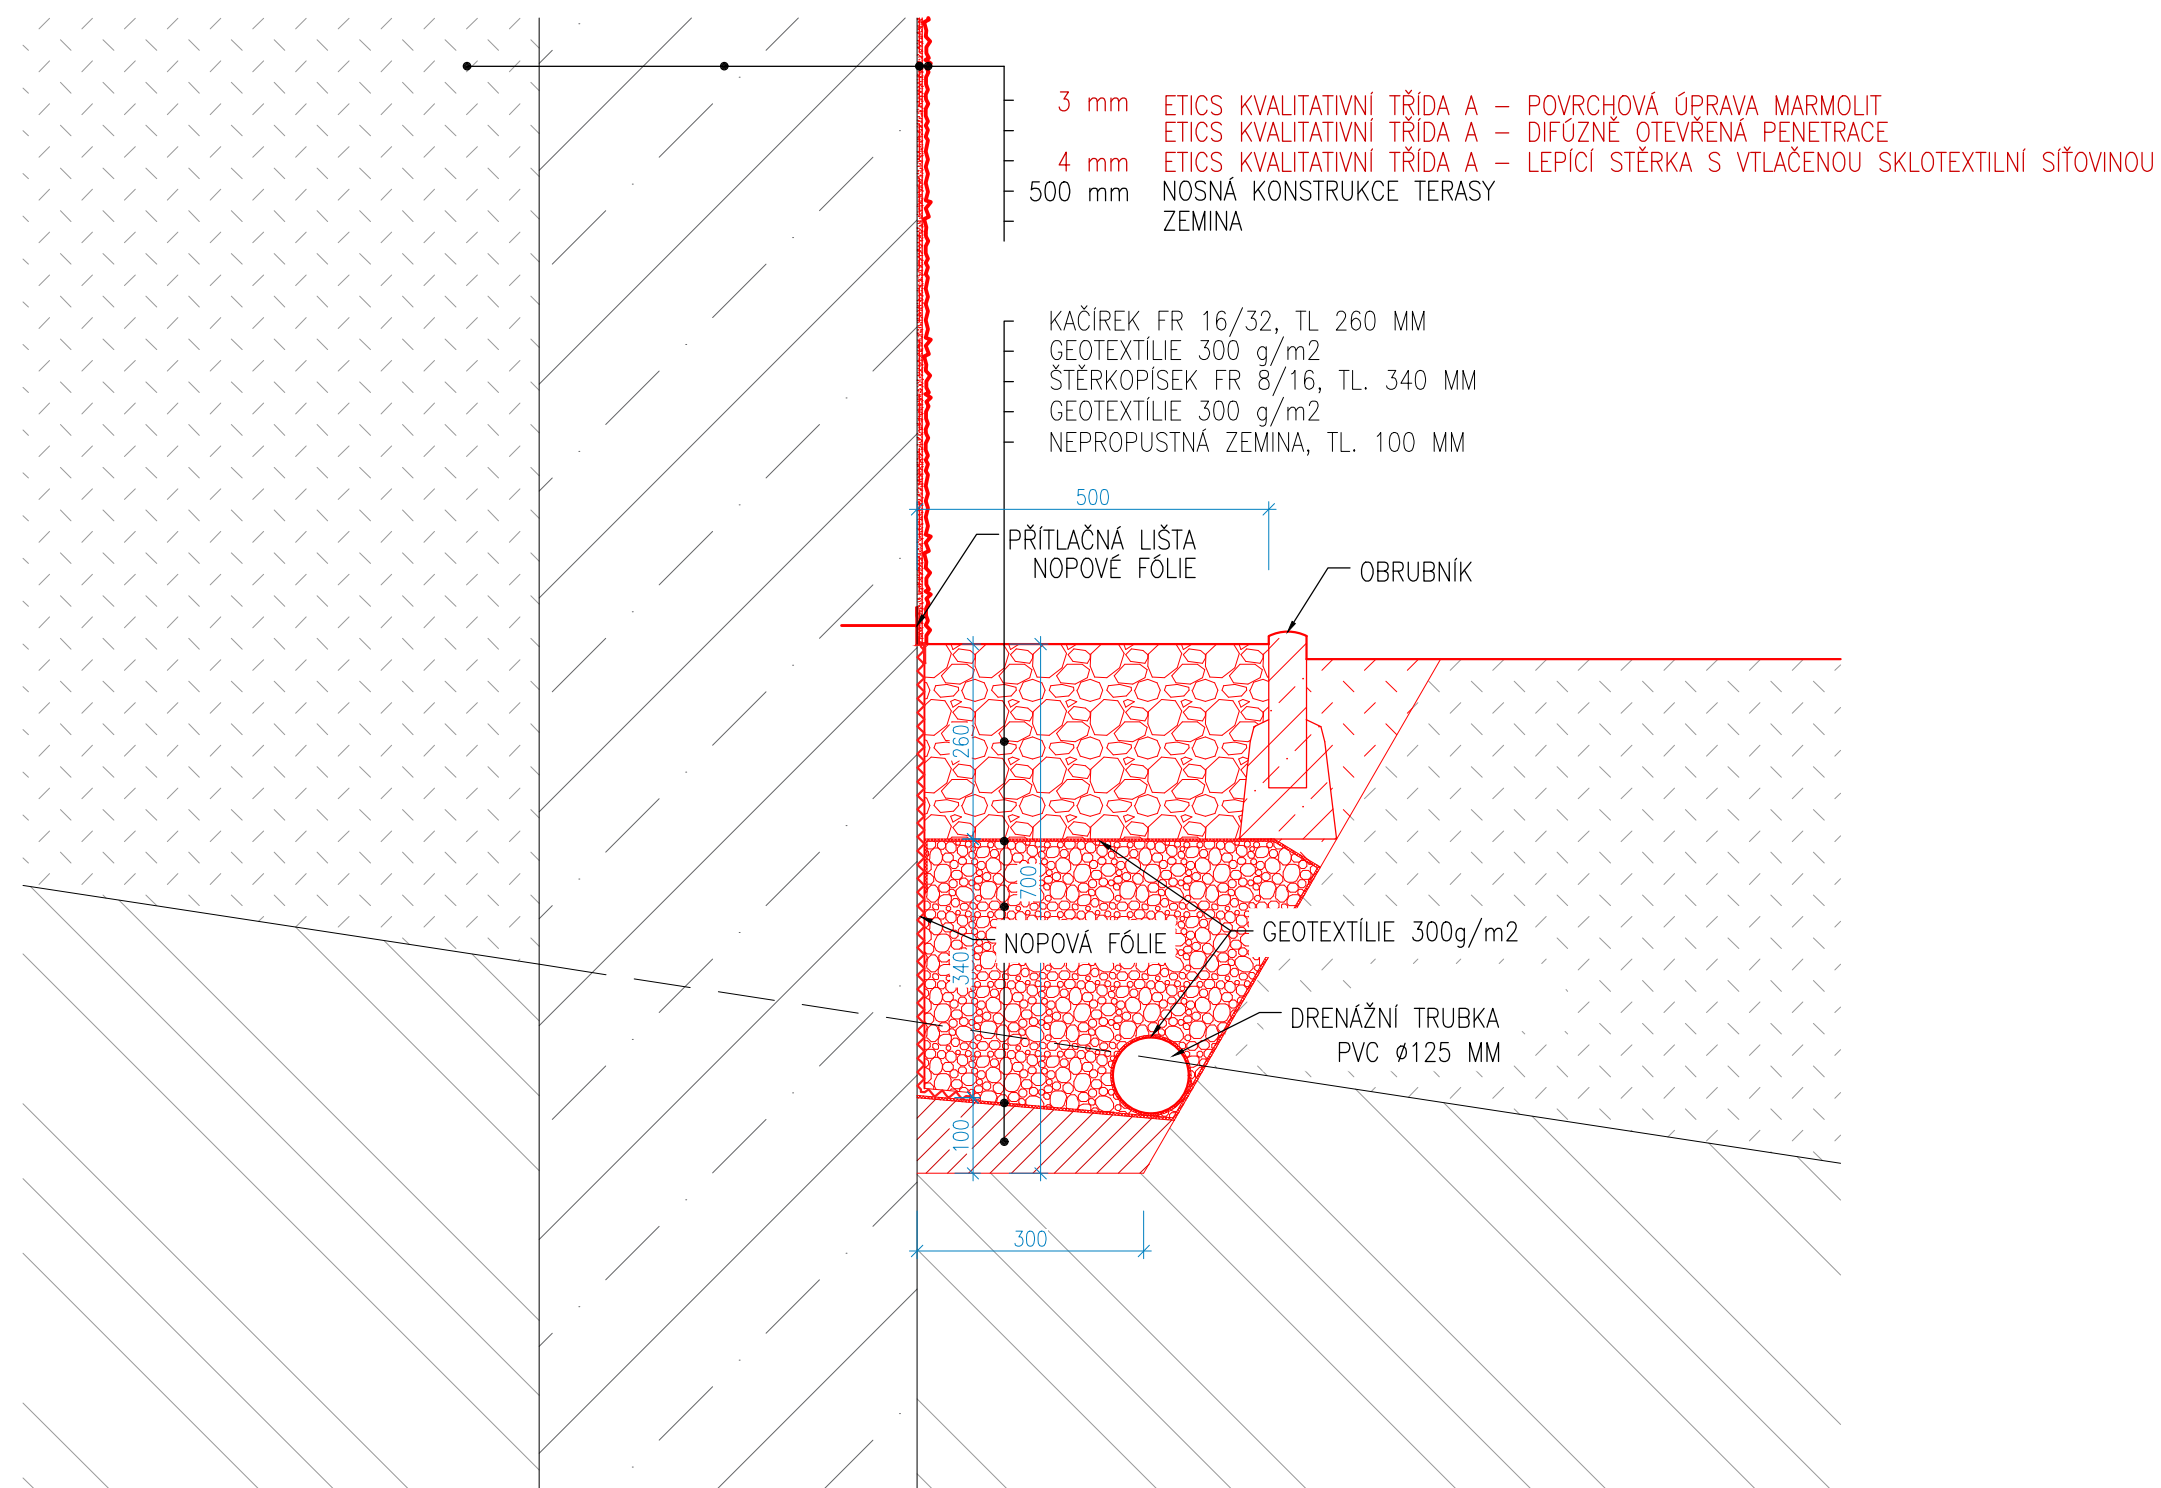 3 mm ETICS KVALITATIVNÍ TŘÍDA A – POVRCHOVÁ ÚPRAVA MARMOLIT
ETICS KVALITATIVNÍ TŘÍDA A – DIFÚZNĚ OTEVŘENÁ PENETRACE
4 mm ETICS KVALITATIVNÍ TŘÍDA A – LEPÍCÍ STĚRKA S VTLAČENOU SKLOTEXTILNÍ SÍŤOVINOU
500 mm NOSNÁ KONSTRUKCE TERASY
ZEMINA
KAČÍREK FR 16/32, TL 260 MM
GEOTEXTÍLIE 300 g/m2
ŠTĚRKOPÍSEK FR 8/16, TL. 340 MM
GEOTEXTÍLIE 300 g/m2
NEPROPUSTNÁ ZEMINA, TL. 100 MM
500
PŘÍTLAČNÁ LIŠTA
NOPOVÉ FÓLIE
OBRUBNÍK
260
700
GEOTEXTÍLIE 300g/m2
NOPOVÁ FÓLIE
340
DRENÁŽNÍ TRUBKA
PVC ø125 MM
100
300